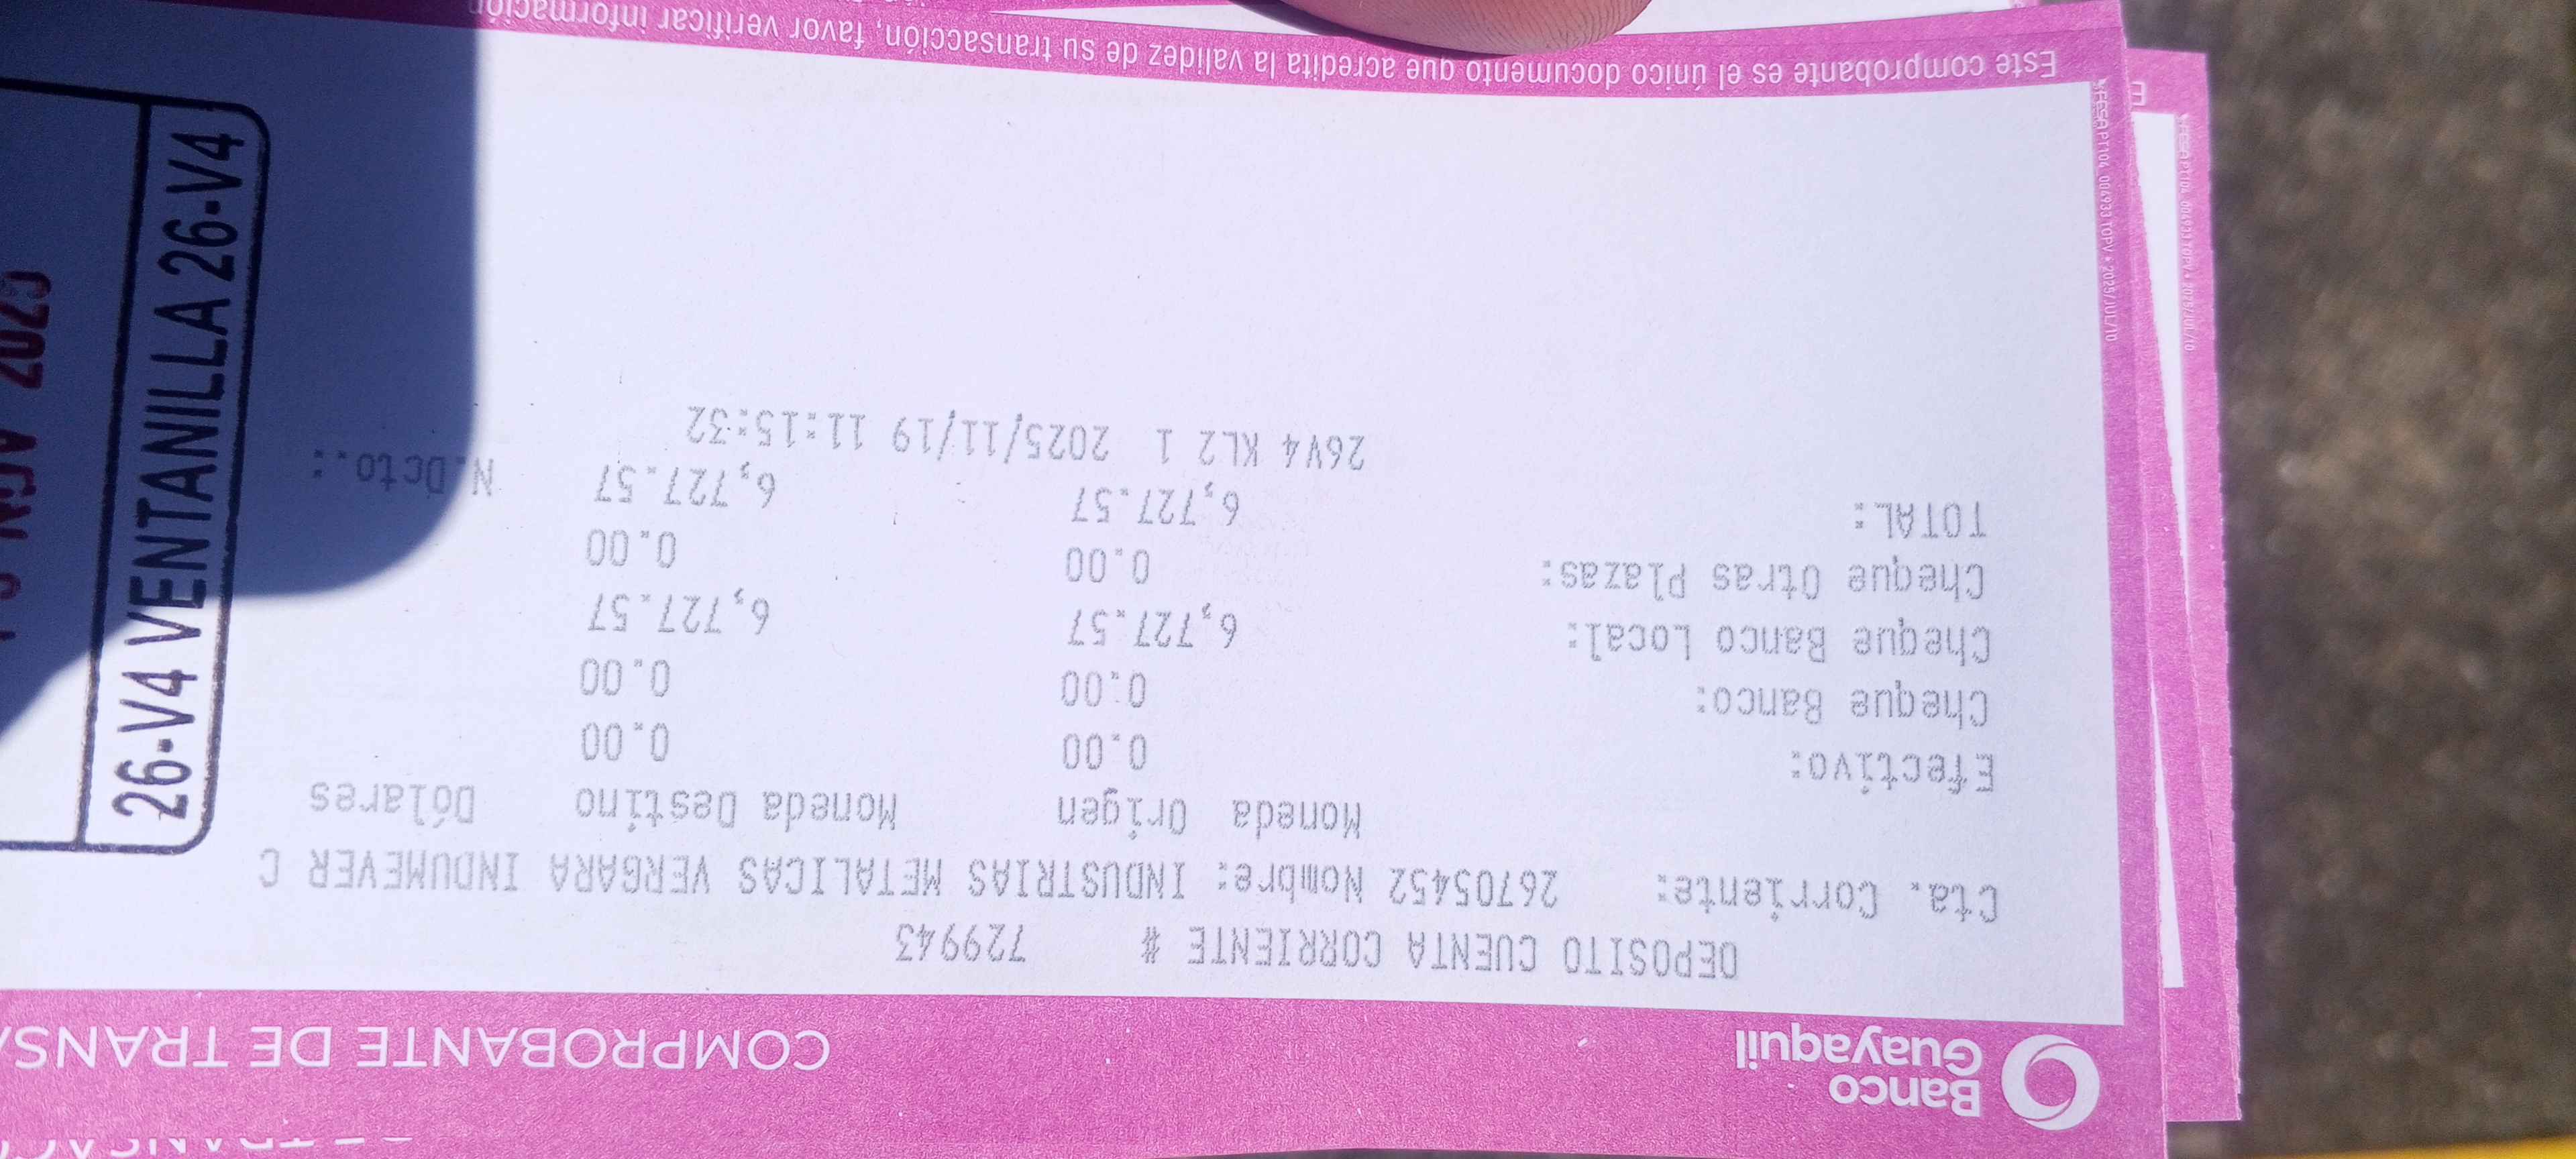 Banco
Guayaquil
COMPROBANTE DE TRANS
DEPOSITO CUENTA CORRIENTE # 729943
Cta. Corriente: 26705452 Nombre: INDUSTRIAS METALICAS VERGARA INDUMEVER C
Moneda Origen Moneda Destino Dólares
Efectivo: 0.00 0.00
Cheque Banco: 0.00 0.00
Cheque Banco Local: 6,727.57 6,727.57
Cheque Otras Plazas: 0.00 0.00
TOTAL: 6,727.57 6,727.57 N.Dcto.:
26V4 KL2 1 2025/11/19 11:15:32
26-V4 VENTANILLA 26-V4
NOV
Este comprobante es el único documento que acredita la validez de su transacción, favor verificar información